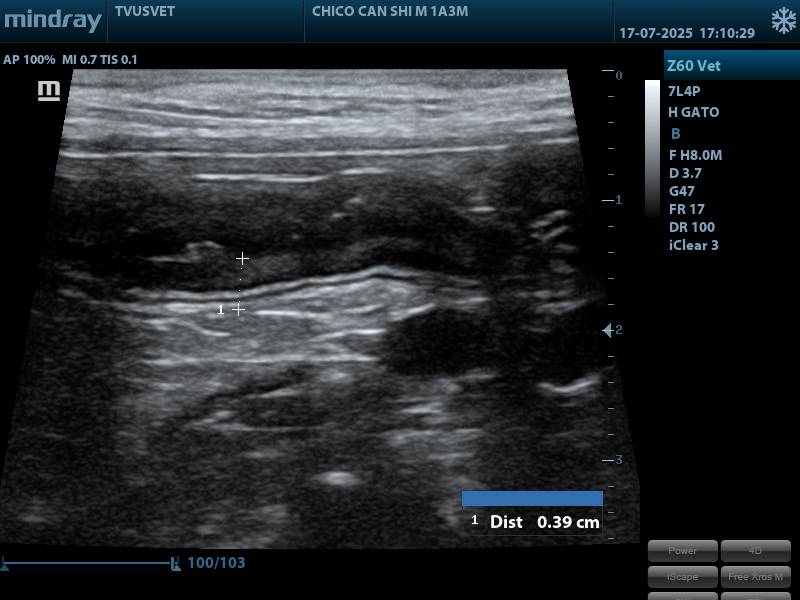 mindray
TVUSVET
CHICO CAN SHI M 1A3M
17-07-2025 17:10:29
AP 100% MI 0.7 TIS 0.1
m
Z60 Vet
7L4P
H GATO
B
F H8.0M
D 3.7
G47
FR 17
DR 100
iClear 3
0
1
2
3
1
1 Dist 0.39 cm
100/103
Power
4D
iScape
Free Xros M